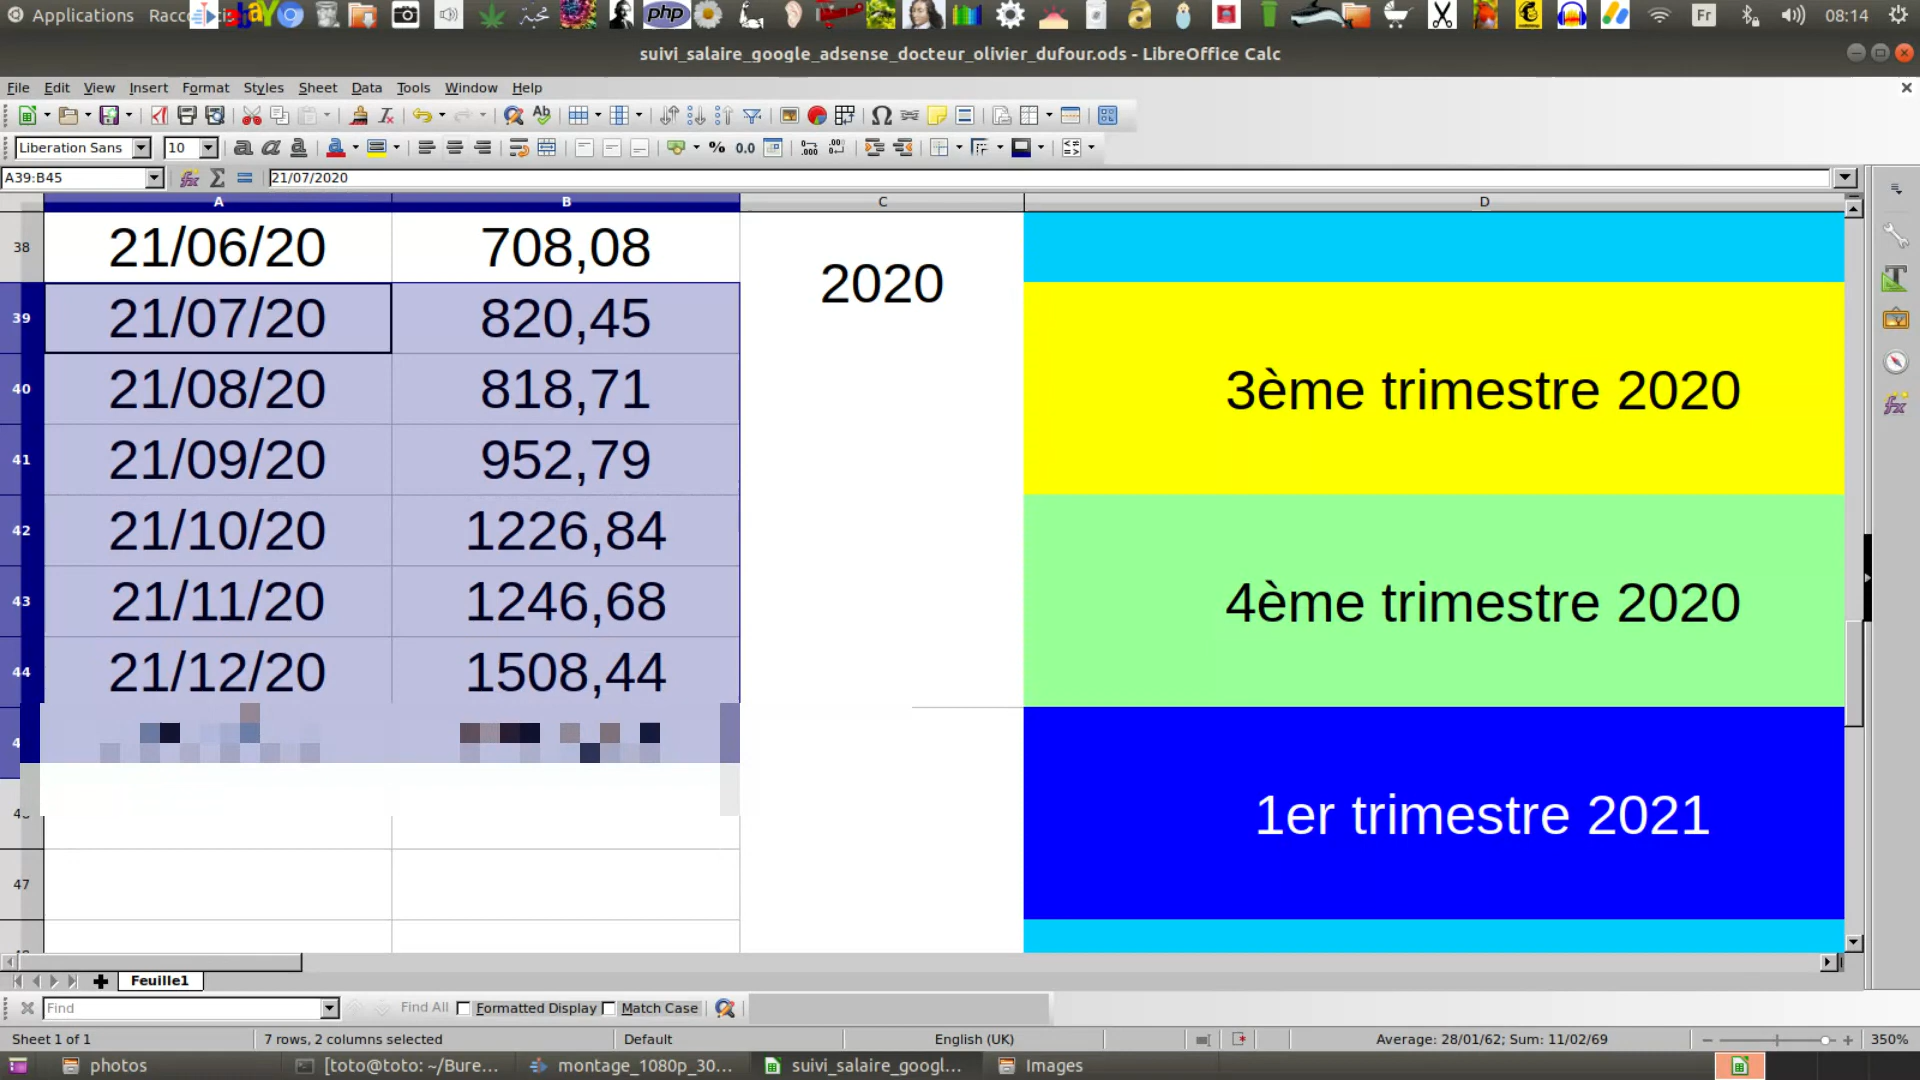 Applications
ebay
php
Fr
08:14
suivi_salaire_google_adsense_docteur_olivier_dufour.ods - LibreOffice Calc
File Edit View Insert Format Styles Sheet Data Tools Window Help
Liberation Sans 10
A39:B45 21/07/2020
A B C D
38 21/06/20 708,08
2020
39 21/07/20 820,45
40 21/08/20 818,71
3ème trimestre 2020
41 21/09/20 952,79
42 21/10/20 1226,84
43 21/11/20 1246,68
4ème trimestre 2020
44 21/12/20 1508,44
1er trimestre 2021
47
Feuille1
Find Find All Formatted Display Match Case
Sheet 1 of 1 7 rows, 2 columns selected Default English (UK) Average: 28/01/62; Sum: 11/02/69 350%
photos [toto@toto: ~/Bure... montage_1080p_30... suivi_salaire_googl... Images